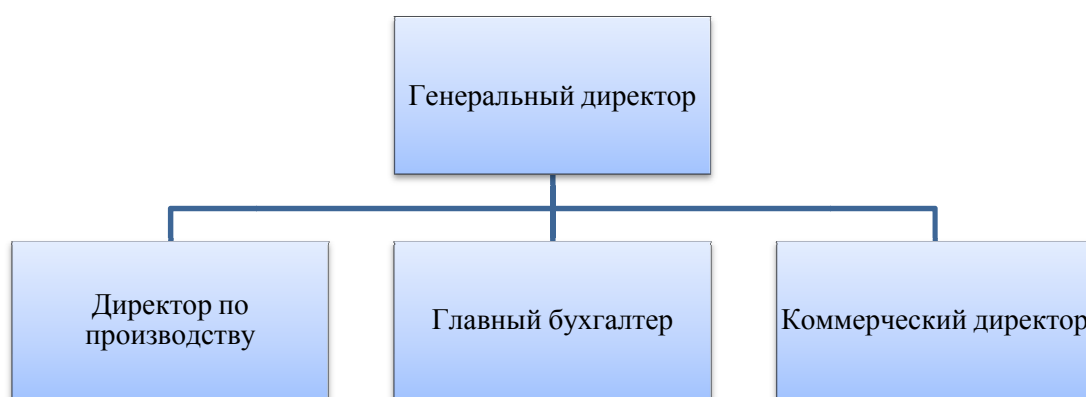 Генеральный директор
Директор по
производству
Главный бухгалтер
Коммерческий директор